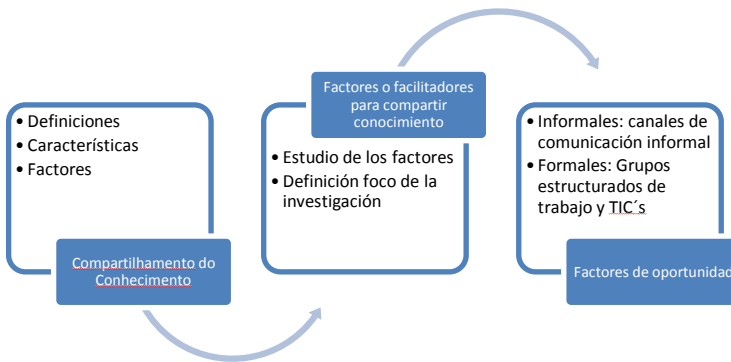 • Definiciones
• Características
• Factores
Compartilhamento do
Conhecimento
Factores o facilitadores
para compartir
conocimiento
• Estudio de los factores
• Definición foco de la
investigación
• Informales: canales de
comunicación informal
• Formales: Grupos
estructurados de
trabajo y TIC´s
Factores de oportunidad